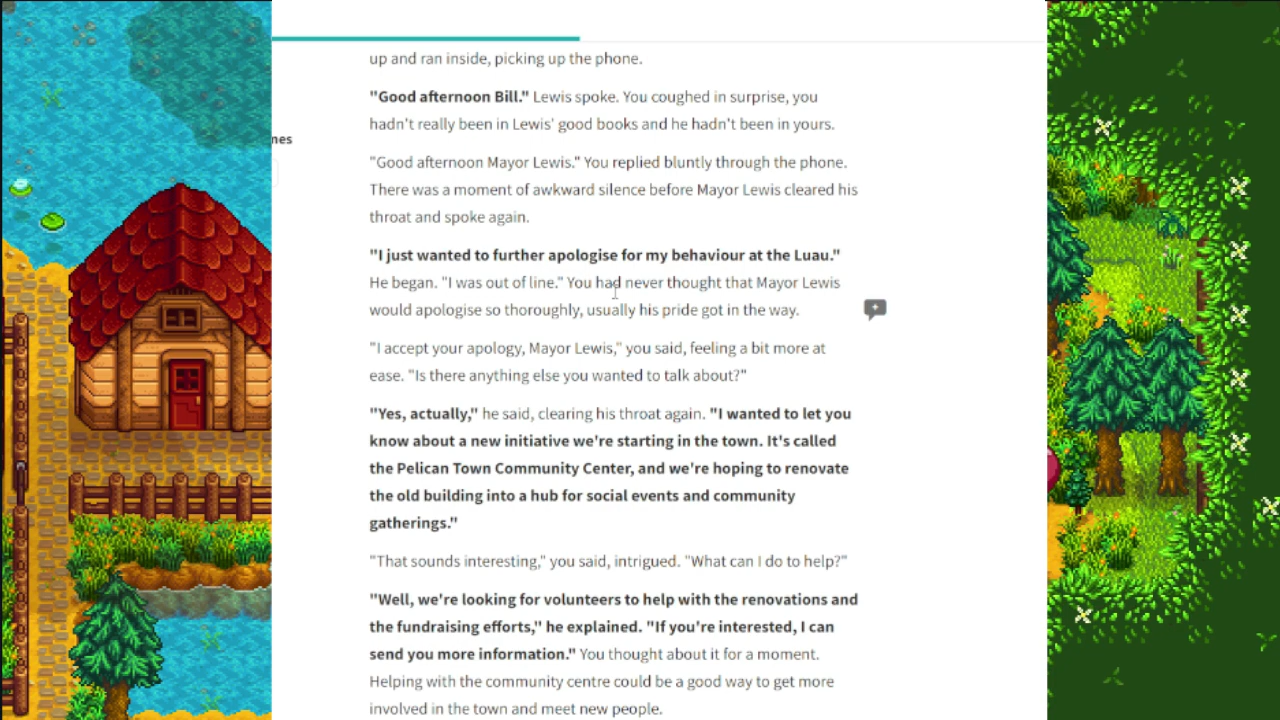 up and ran inside, picking up the phone.
"Good afternoon Bill." Lewis spoke. You coughed in surprise, you
hadn't really been in Lewis' good books and he hadn't been in yours.
nes
"Good afternoon Mayor Lewis." You replied bluntly through the phone.
There was a moment of awkward silence before Mayor Lewis cleared his
throat and spoke again.
"I just wanted to further apologise for my behaviour at the Luau."
He began. "I was out of line." You had never thought that Mayor Lewis
would apologise so thoroughly, usually his pride got in the way.
"I accept your apology, Mayor Lewis," you said, feeling a bit more at
ease. "Is there anything else you wanted to talk about?"
"Yes, actually," he said, clearing his throat again. "I wanted to let you
know about a new initiative we're starting in the town. It's called
the Pelican Town Community Center, and we're hoping to renovate
the old building into a hub for social events and community
gatherings."
"That sounds interesting," you said, intrigued. "What can I do to help?"
"Well, we're looking for volunteers to help with the renovations and
the fundraising efforts," he explained. "If you're interested, I can
send you more information." You thought about it for a moment.
Helping with the community centre could be a good way to get more
involved in the town and meet new people.